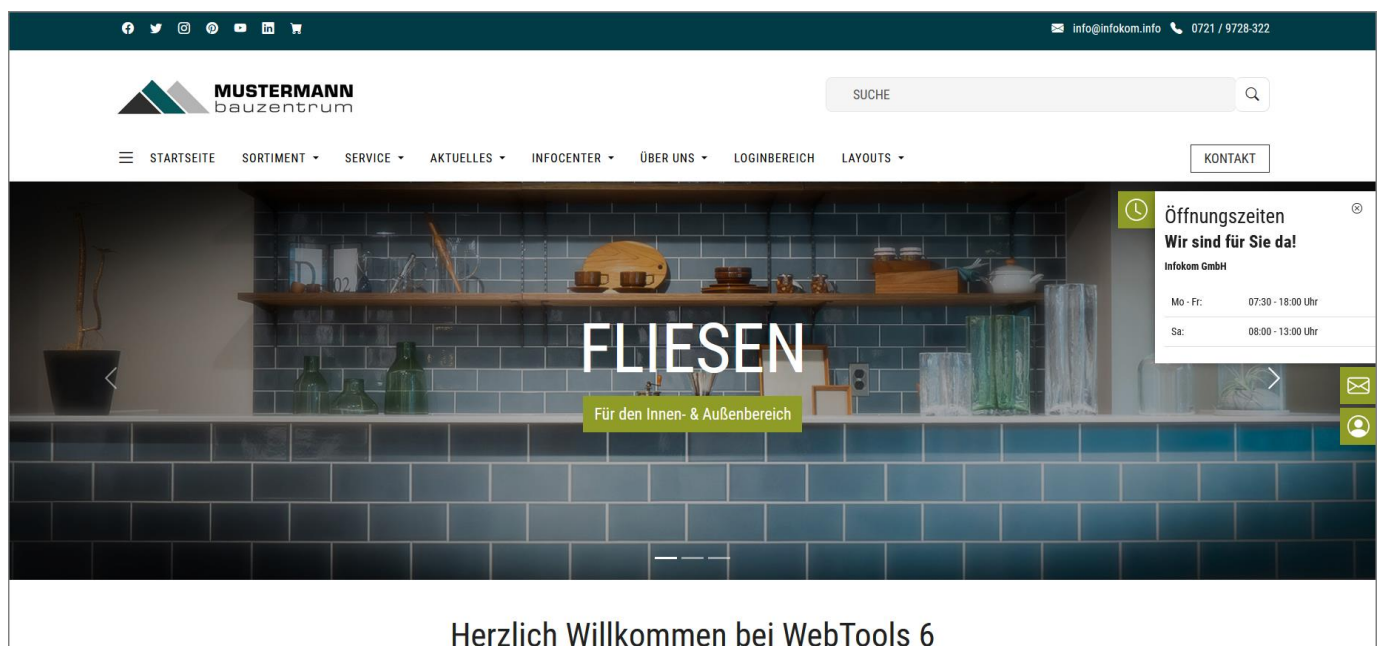 info@infokom.info 0721 / 9728-322
MUSTERMANN
bauzentrum
SUCHE
STARTSEITE SORTIMENT SERVICE AKTUELLES INFOCENTER ÜBER UNS LOGINBEREICH LAYOUTS KONTAKT
Öffnungszeiten
Wir sind für Sie da!
Infokom GmbH
Mo - Fr: 07:30 - 18:00 Uhr
Sa: 08:00 - 13:00 Uhr
FLIESEN
Für den Innen- & Außenbereich
Herzlich Willkommen bei WebTools 6